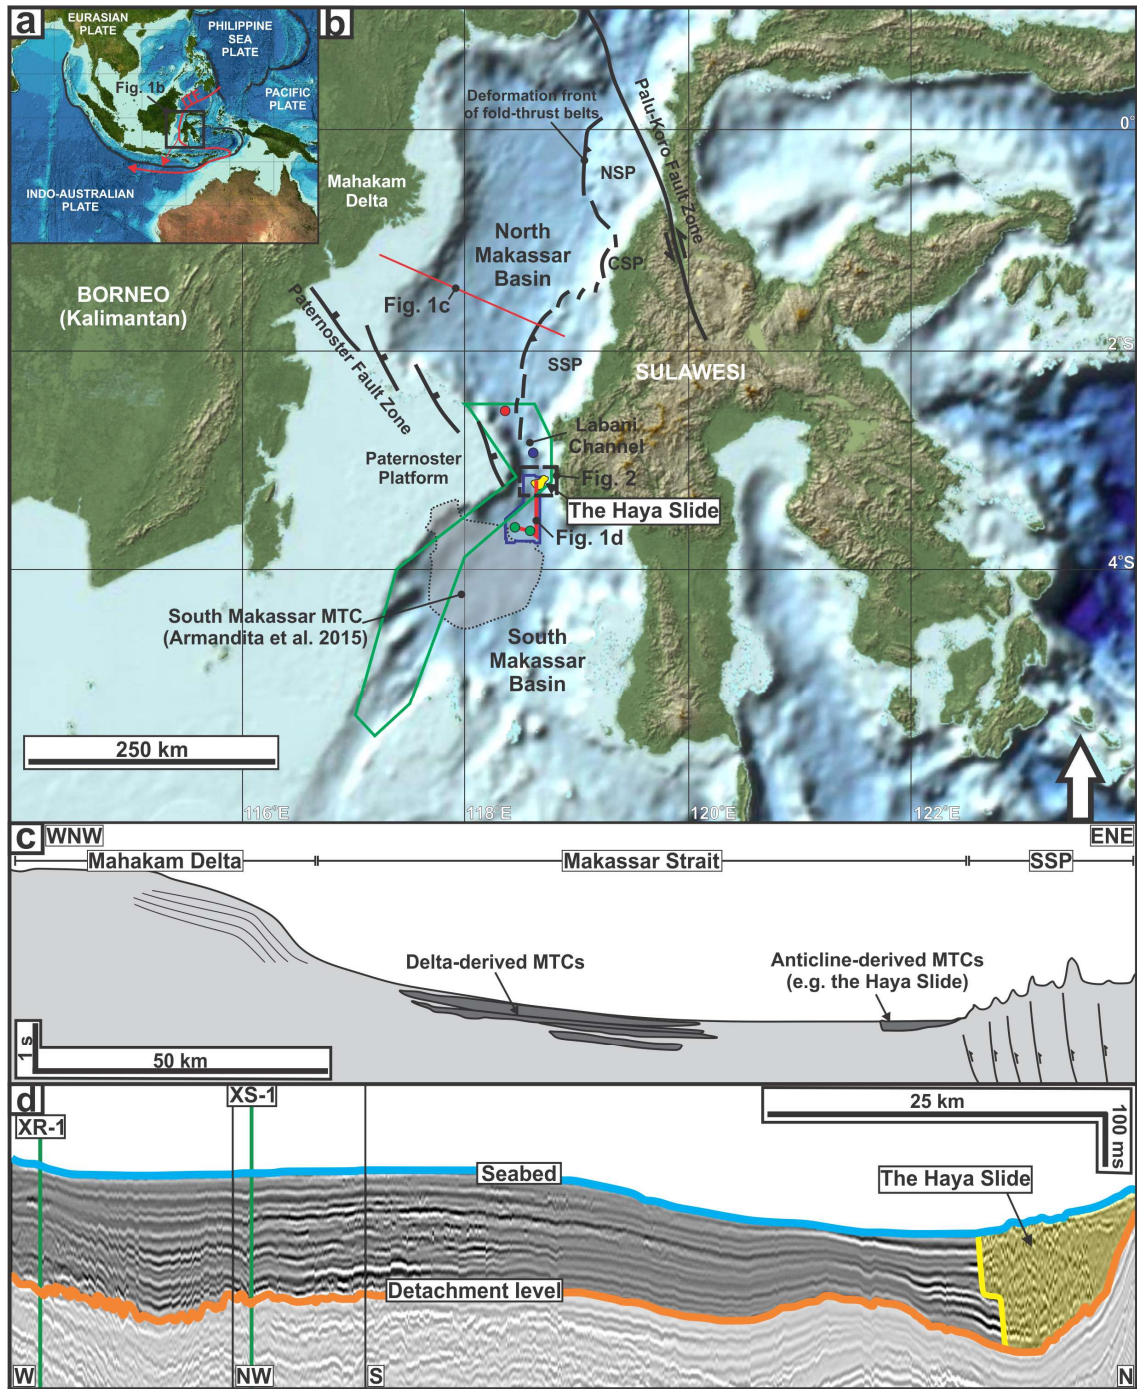 a
EURASIAN
PLATE
PHILIPPINE
SEA
PLATE
Fig. 1b
PACIFIC
PLATE
ITF
INDO-AUSTRALIAN
PLATE
b
Deformation front
of fold-thrust belts
Palu-Koro Fault Zone
0°
NSP
Mahakam
Delta
North
Makassar
Basin
CSP
BORNEO
(Kalimantan)
Fig. 1c
Paternoster Fault Zone
2°S
SSP
SULAWESI
Labani
Channel
Paternoster
Platform
Fig. 2
The Haya Slide
Fig. 1d
4°S
South Makassar MTC
(Armandita et al. 2015)
South
Makassar
Basin
250 km
116°E
118°E
120°E
122°E
c
WNW
ENE
Mahakam Delta
Makassar Strait
SSP
Delta-derived MTCs
Anticline-derived MTCs
(e.g. the Haya Slide)
1 s
50 km
d
XS-1
XR-1
25 km
100 ms
Seabed
The Haya Slide
Detachment level
W
NW
S
N